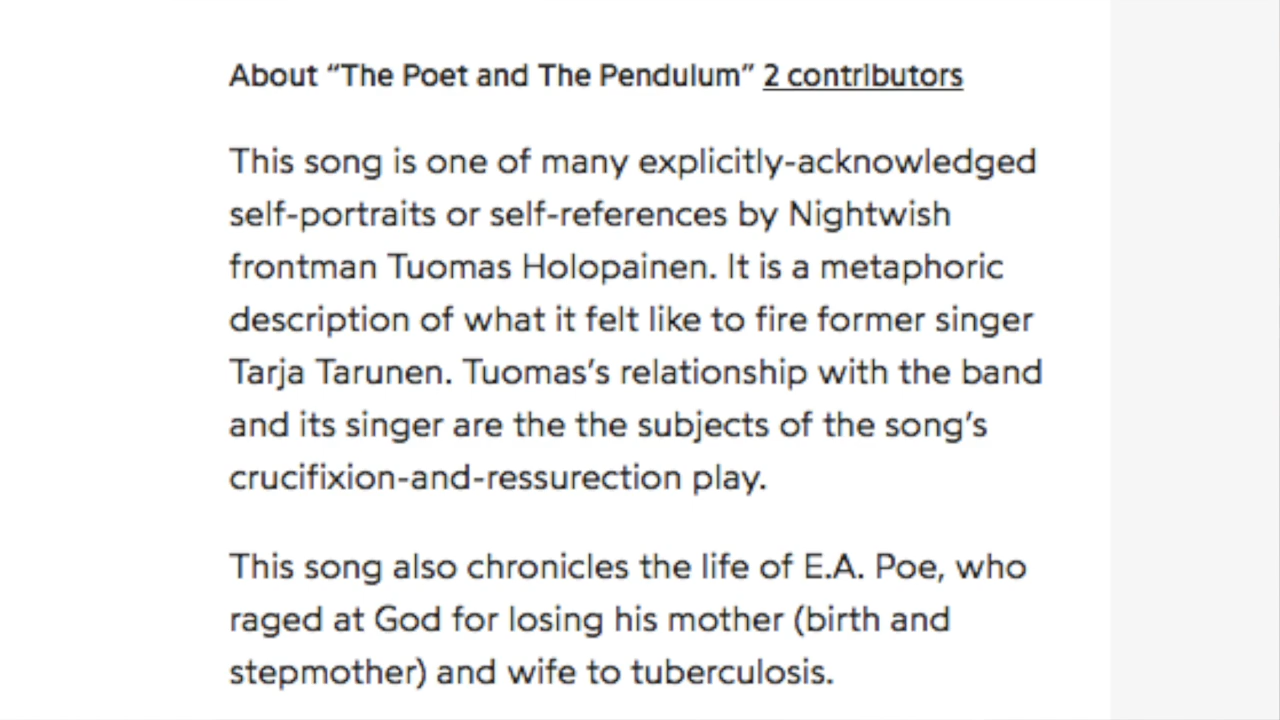 About “The Poet and The Pendulum” 2 contributors
This song is one of many explicitly-acknowledged
self-portraits or self-references by Nightwish
frontman Tuomas Holopainen. It is a metaphoric
description of what it felt like to fire former singer
Tarja Tarunen. Tuomas’s relationship with the band
and its singer are the the subjects of the song’s
crucifixion-and-ressurection play.
This song also chronicles the life of E.A. Poe, who
raged at God for losing his mother (birth and
stepmother) and wife to tuberculosis.